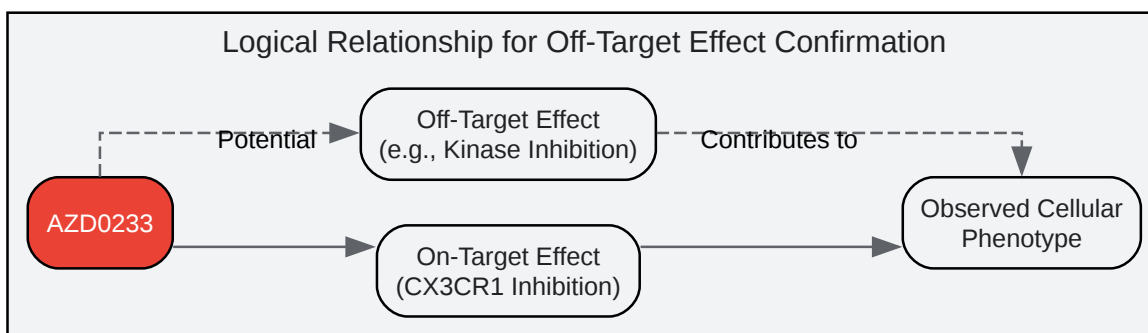 Logical Relationship for Off-Target Effect Confirmation
Off-Target Effect
(e.g., Kinase Inhibition)
Potential
Contributes to
AZD0233
Observed Cellular
Phenotype
On-Target Effect
(CX3CR1 Inhibition)